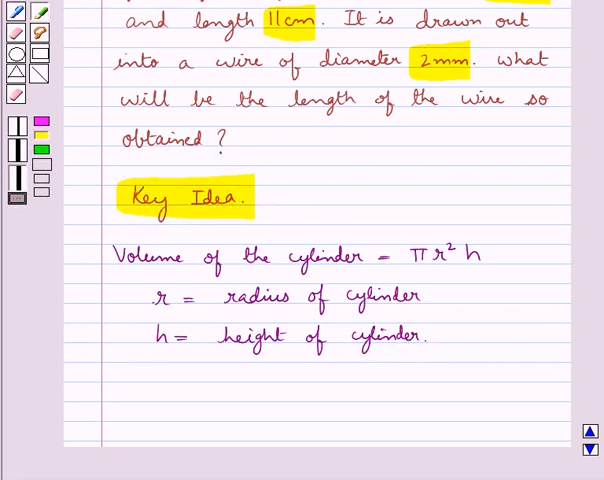 and length 11cm. It is drawn out
into a wire of diameter 2mm. What
will be the length of the wire so
obtained ?
Key Idea.
Volume of the cylinder = πr² h
r = radius of cylinder
h = height of cylinder.